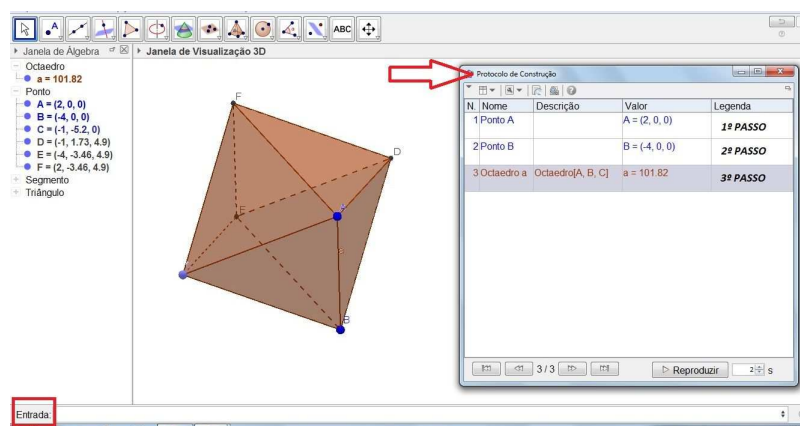 ABC
Janela de Álgebra
Janela de Visualização 3D
Octaedro
a = 101.82
Ponto
A = (2, 0, 0)
B = (-4, 0, 0)
C = (-1, -5.2, 0)
D = (-1, 1.73, 4.9)
E = (-4, -3.46, 4.9)
F = (2, -3.46, 4.9)
Segmento
Triângulo
F
D
E
A
B
Protocolo de Construção
N. Nome Descrição Valor Legenda
1 Ponto A A = (2, 0, 0) 1º PASSO
2 Ponto B B = (-4, 0, 0) 2º PASSO
3 Octaedro a Octaedro[A, B, C] a = 101.82 3º PASSO
3 / 3 Reproduzir 2 s
Entrada: